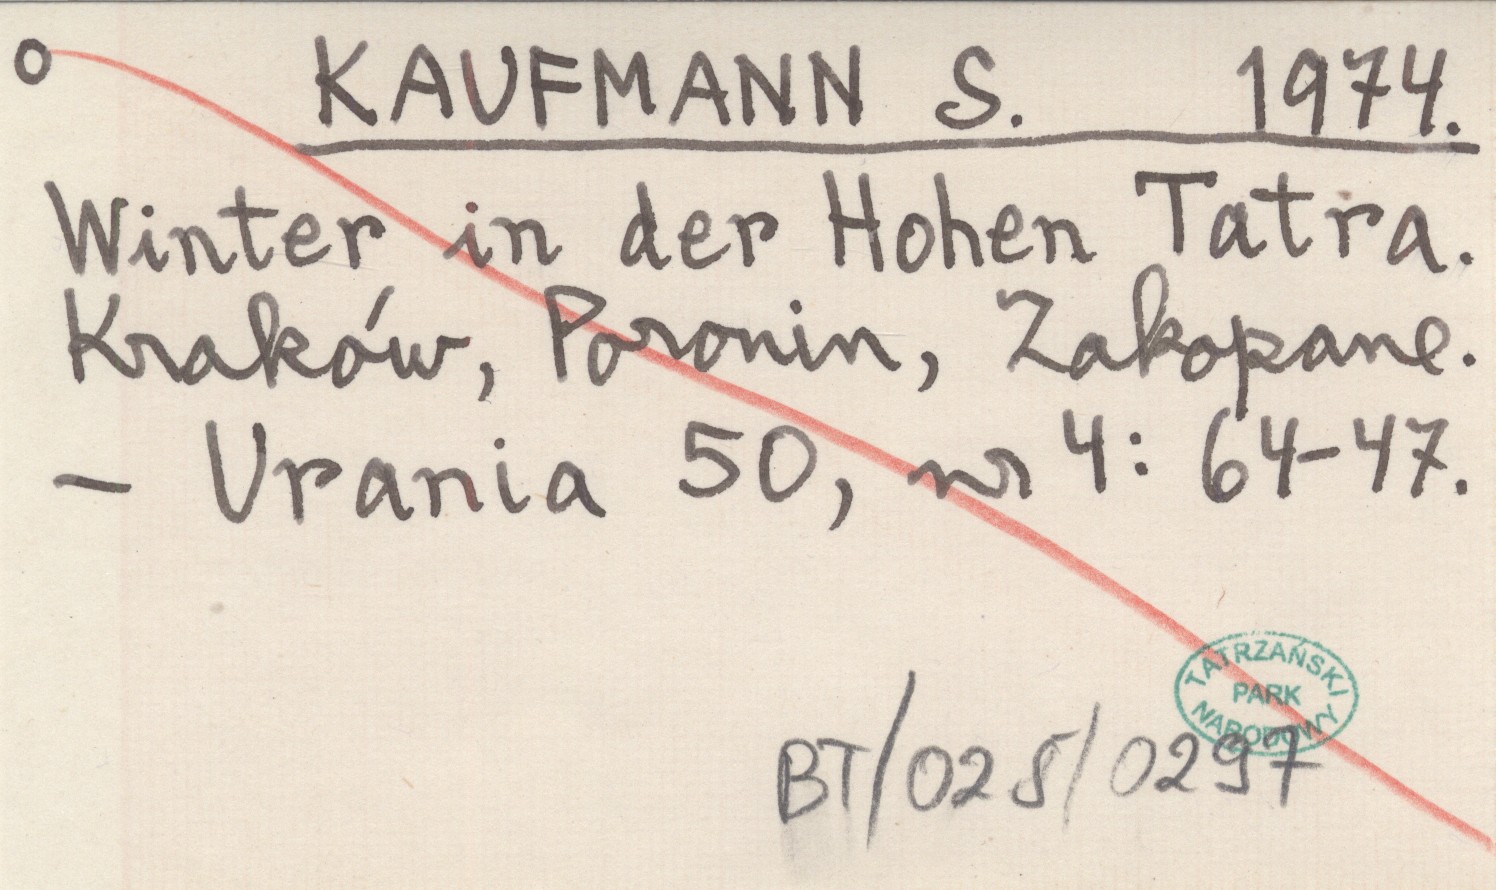 o KAUFMANN S. 1974.
Winter in der Hohen Tatra.
Kraków, Poronin, Zakopane.
- Urania 50, nr 4: 64-47.
TATRZAŃSKI
PARK
NARODOWY
BT/028/0297